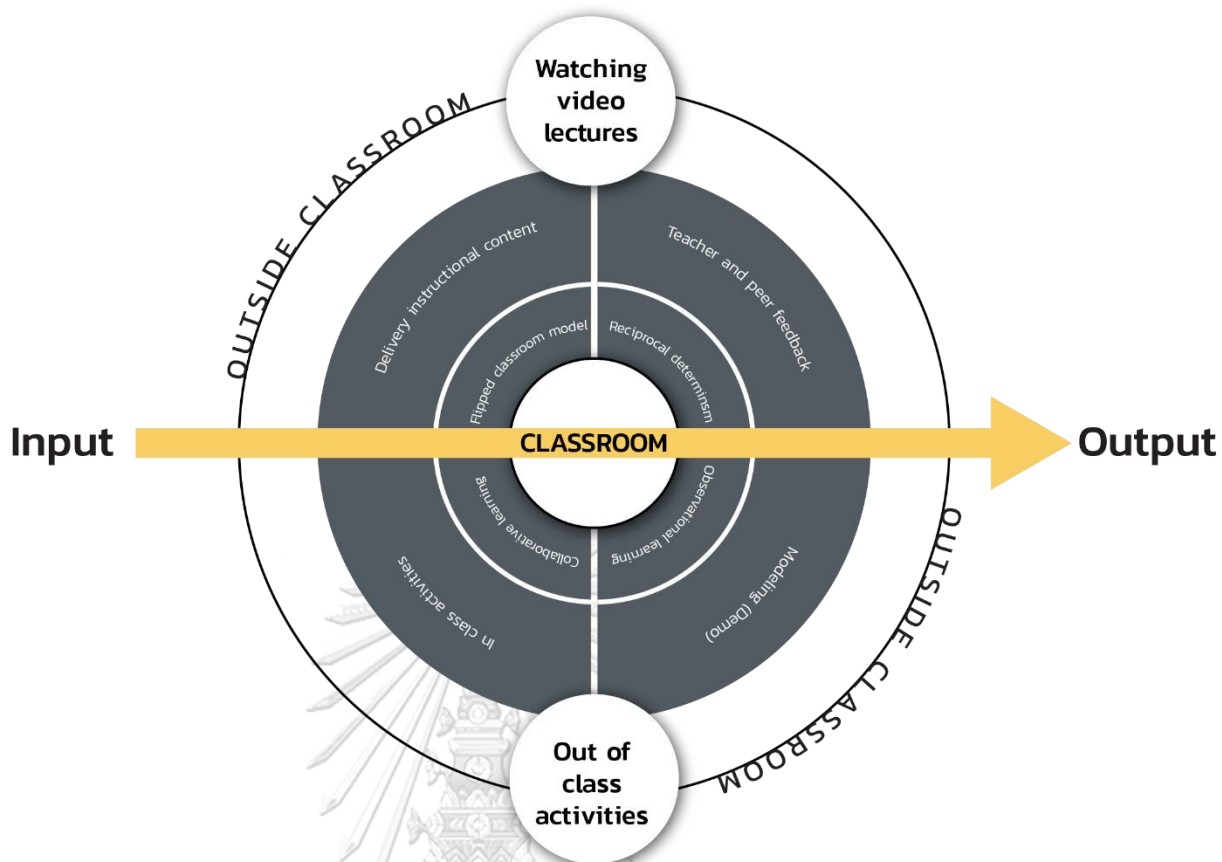 Watching
video
lectures
OUTSIDE CLASSROOM
Delivery instructional content
Teacher and peer feedback
Flipped classroom model
Reciprocal determinism
Input
CLASSROOM
Output
Collaborative learning
Observational learning
In class activities
Modeling (Demo)
OUTSIDE CLASSROOM
Out of
class
activities